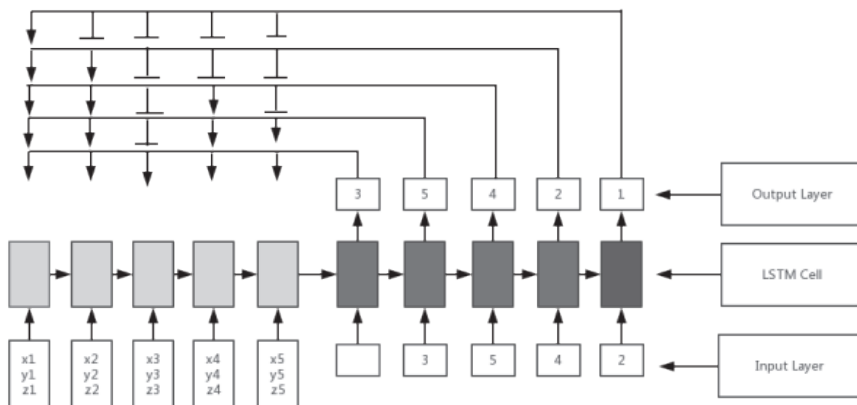 3
5
4
2
1
Output Layer
LSTM Cell
x1
y1
z1
x2
y2
z2
x3
y3
z3
x4
y4
z4
x5
y5
z5
3
5
4
2
Input Layer